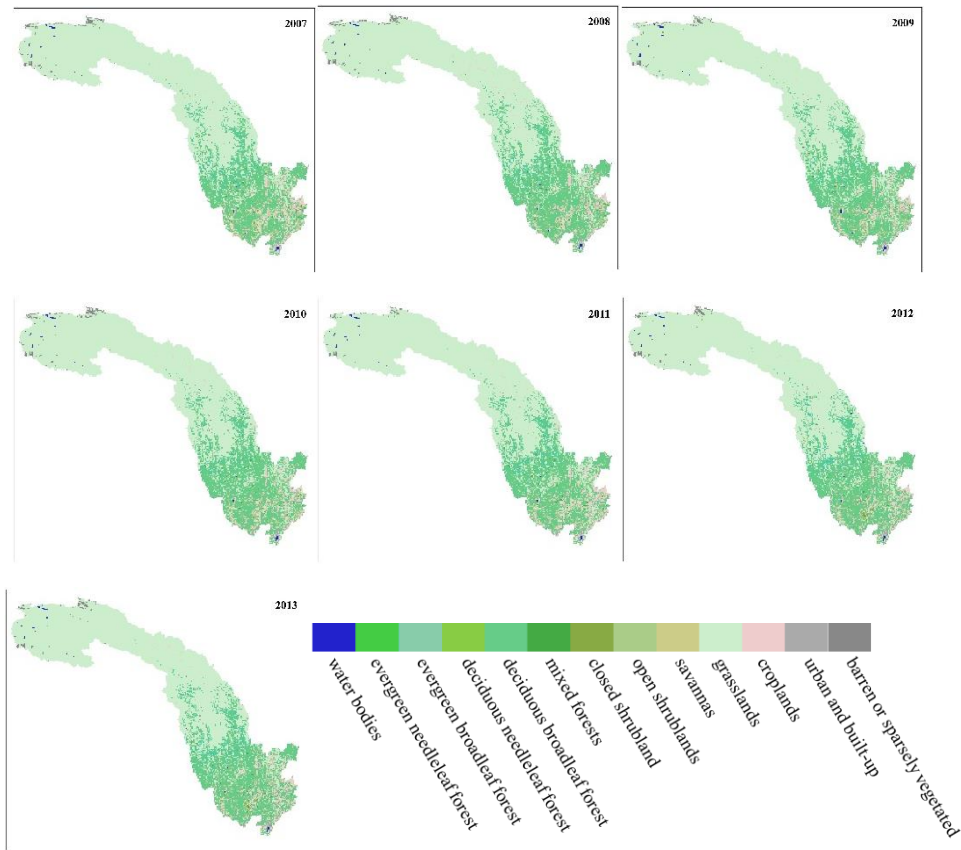 2007
2008
2009
2010
2011
2012
2013
water bodies
evergreen needleleaf forest
evergreen broadleaf forest
deciduous needleleaf forest
deciduous broadleaf forest
mixed forests
closed shrubland
open shrublands
savannas
grasslands
croplands
urban and built-up
barren or sparsely vegetated